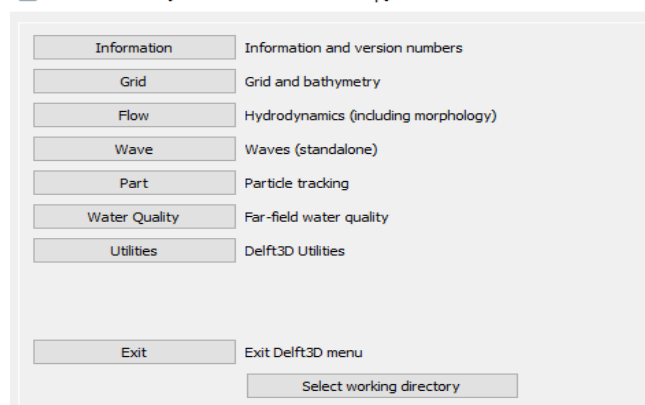 Information Information and version numbers
Grid Grid and bathymetry
Flow Hydrodynamics (including morphology)
Wave Waves (standalone)
Part Particle tracking
Water Quality Far-field water quality
Utilities Delft3D Utilities
Exit Exit Delft3D menu
Select working directory